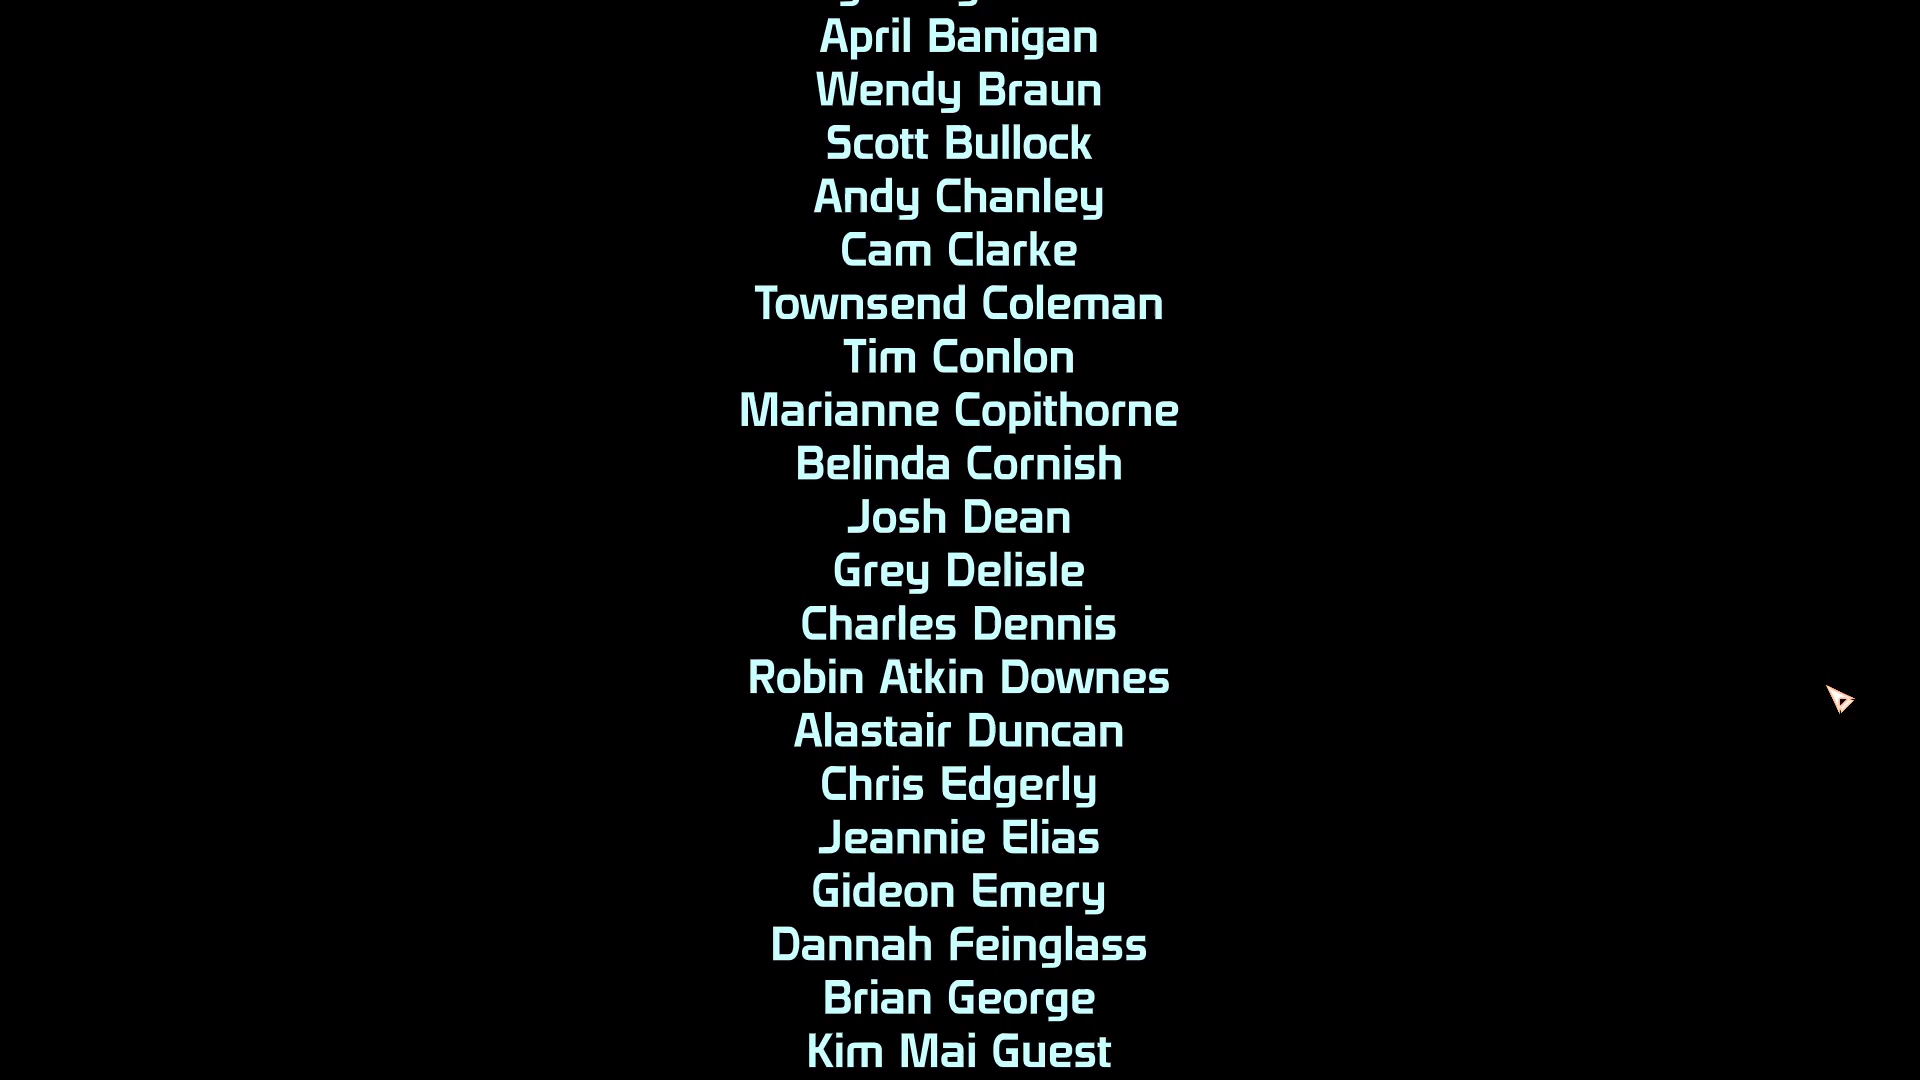 April Banigan
Wendy Braun
Scott Bullock
Andy Chanley
Cam Clarke
Townsend Coleman
Tim Conlon
Marianne Copithorne
Belinda Cornish
Josh Dean
Grey Delisle
Charles Dennis
Robin Atkin Downes
Alastair Duncan
Chris Edgerly
Jeannie Elias
Gideon Emery
Dannah Feinglass
Brian George
Kim Mai Guest